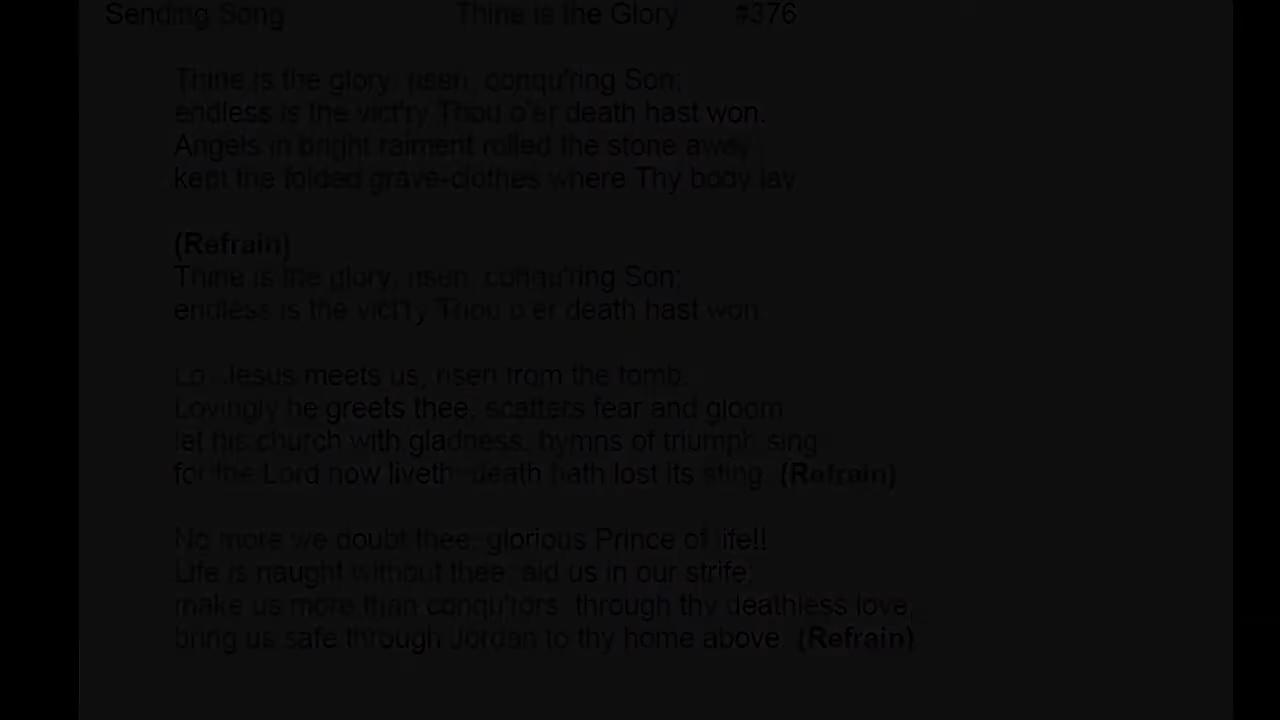 Sending Song Thine is the Glory #376
Thine is the glory, risen, conqu'ring Son;
endless is the vict'ry Thou o'er death hast won.
Angels in bright raiment rolled the stone away
kept the folded grave-clothes where Thy body lay
(Refrain)
Thine is the glory, risen, conqu'ring Son;
endless is the vict'ry Thou o'er death hast won
Lo, Jesus meets us, risen from the tomb.
Lovingly he greets thee, scatters fear and gloom
let his church with gladness, hymns of triumph sing
for the Lord now liveth death hath lost its sting. (Refrain)
No more we doubt thee, glorious Prince of life!!
Life is naught without thee, aid us in our strife;
make us more than conqu'rors, through thy deathless love,
bring us safe through Jordan to thy home above. (Refrain)